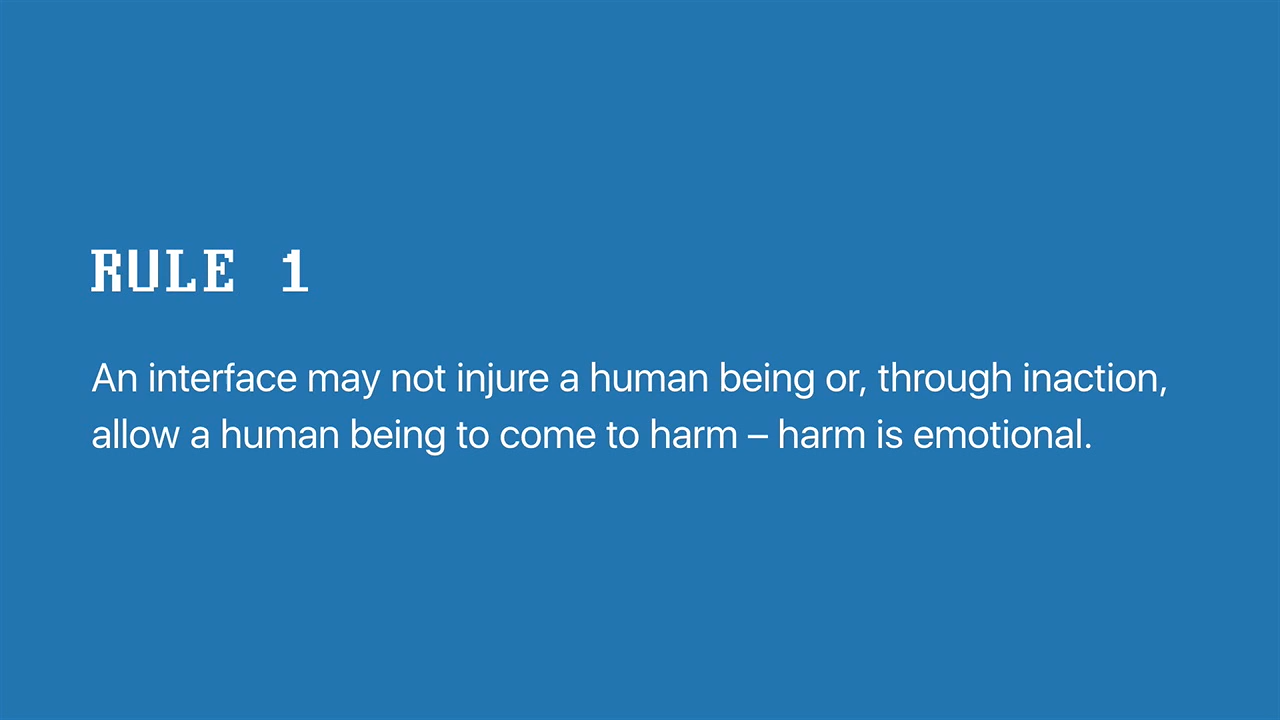 RULE 1
An interface may not injure a human being or, through inaction,
allow a human being to come to harm – harm is emotional.